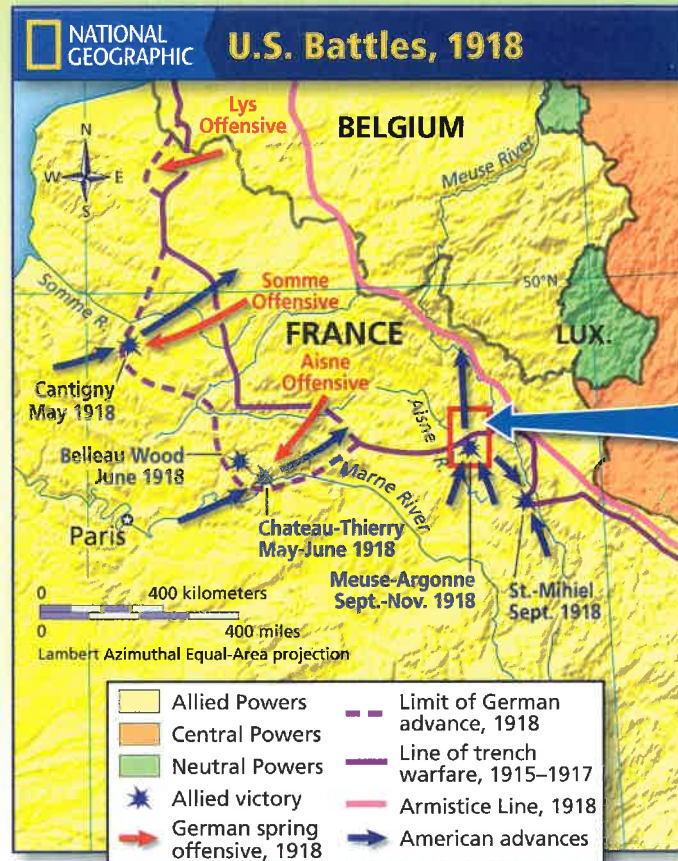 NATIONAL
GEOGRAPHIC
U.S. Battles, 1918
Lys
Offensive
BELGIUM
Meuse River
N
W
E
S
50°N
Somme R.
Somme
Offensive
FRANCE
LUX.
Aisne
Offensive
Cantigny
May 1918
Aisne R.
Belleau Wood
June 1918
Marne River
Paris
Chateau-Thierry
May-June 1918
Meuse-Argonne
Sept.-Nov. 1918
St.-Mihiel
Sept. 1918
0
400 kilometers
0
400 miles
Lambert Azimuthal Equal-Area projection
Allied Powers
Central Powers
Neutral Powers
Allied victory
German spring
offensive, 1918
Limit of German
advance, 1918
Line of trench
warfare, 1915–1917
Armistice Line, 1918
American advances